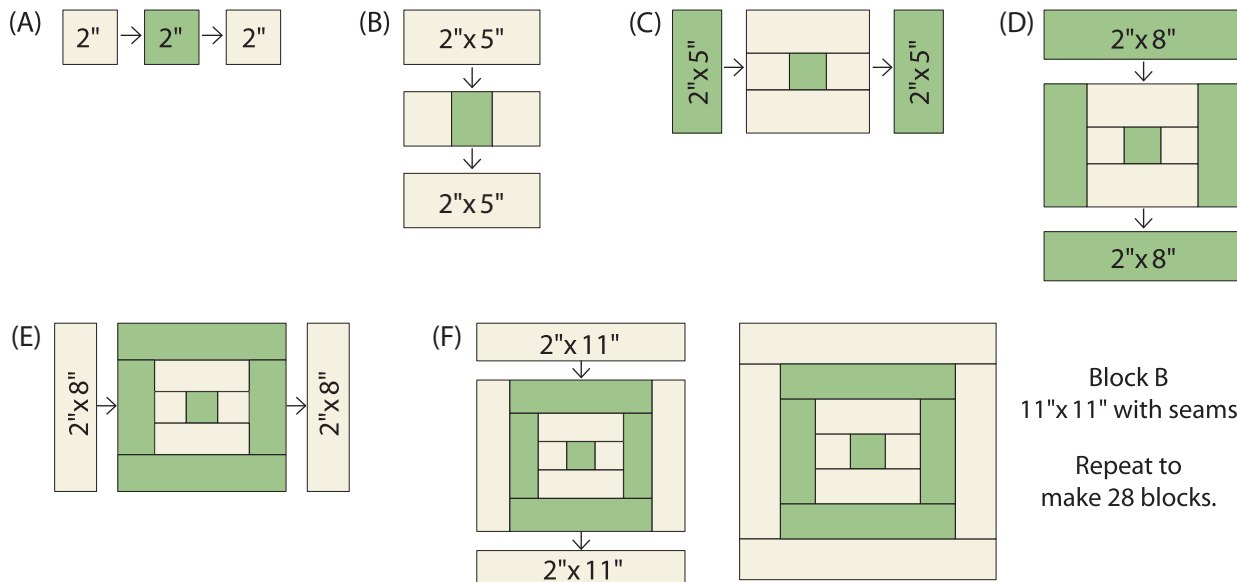 (A)
2"
2"
2"
(B)
2"x 5"
2"x 5"
(C)
2"x 5"
2"x 5"
(D)
2"x 8"
2"x 8"
(E)
2"x 8"
2"x 8"
(F)
2"x 11"
2"x 11"
Block B
11"x 11" with seams
Repeat to
make 28 blocks.